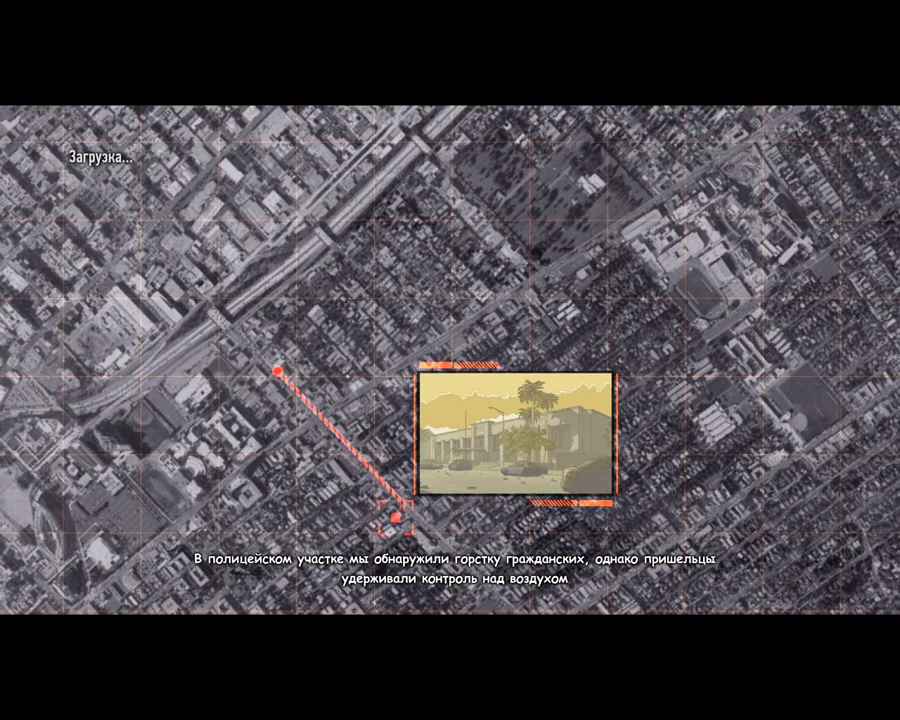 Загрузка...
В полицейском участке мы обнаружили горстку гражданских, однако пришельцы
удерживали контроль над воздухом